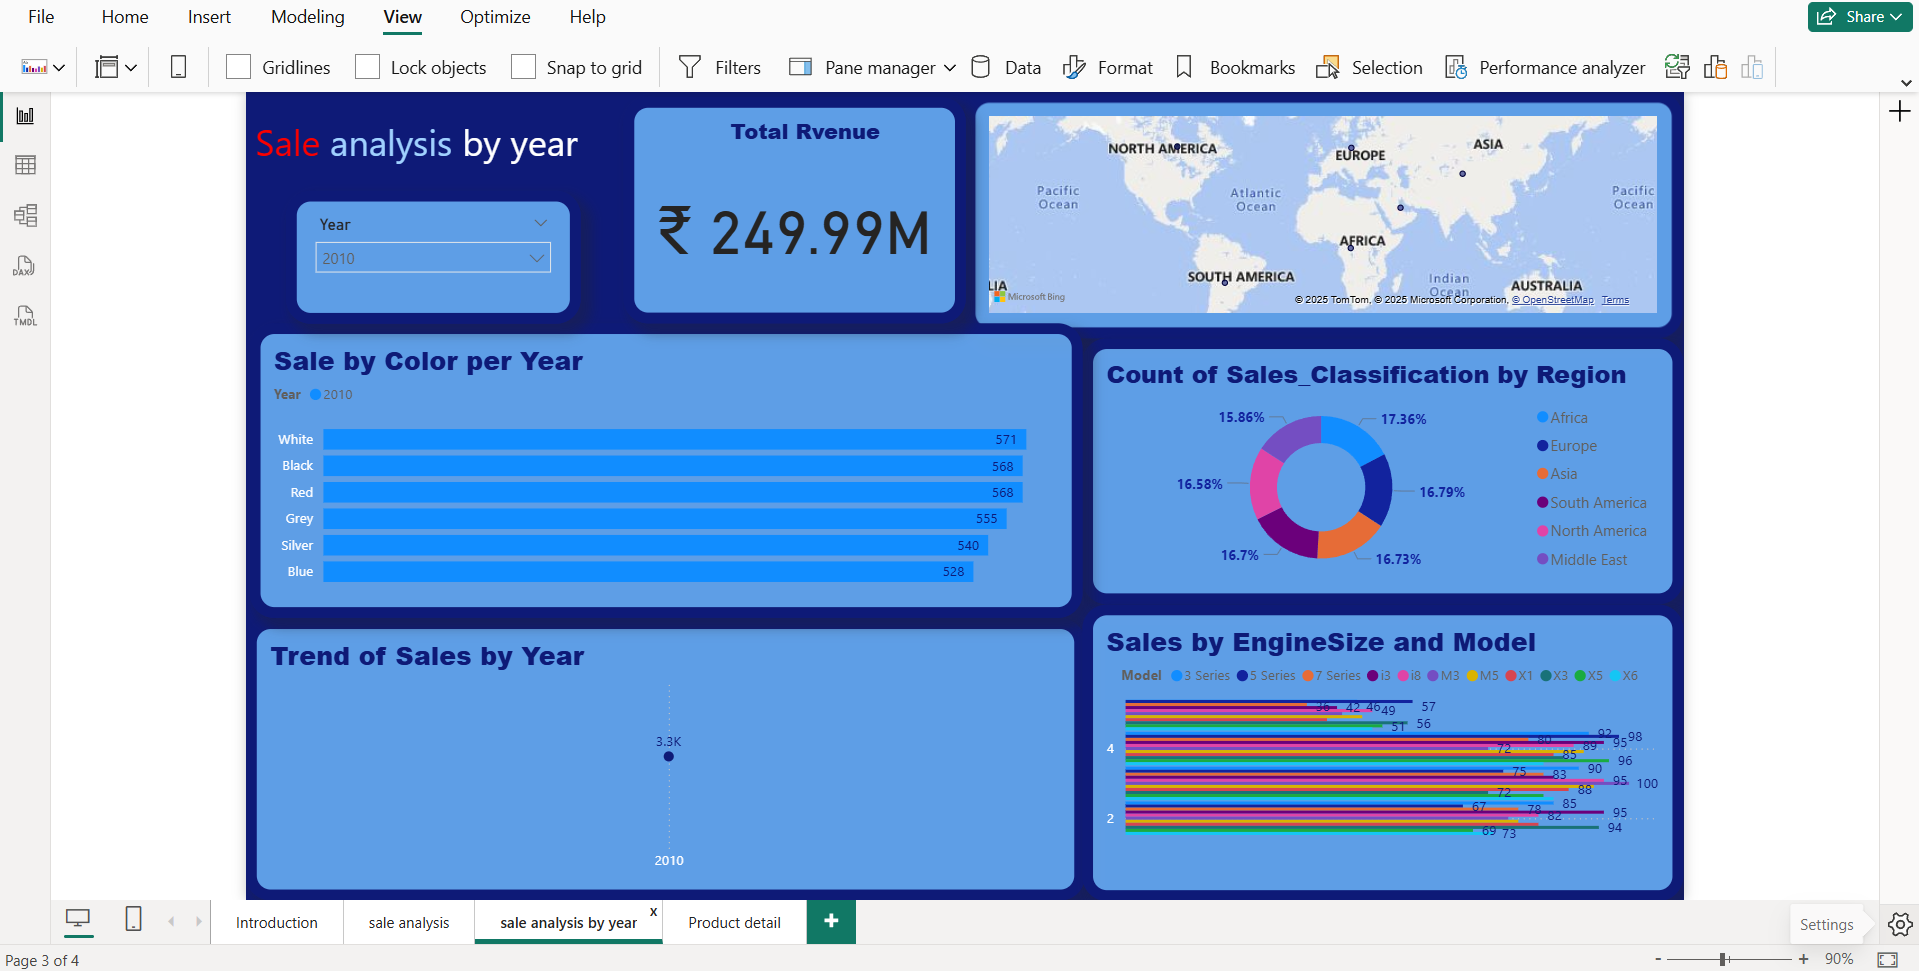 File Home Insert Modeling View Optimize Help Share
Gridlines Lock objects Snap to grid Filters Pane manager Data Format Bookmarks Selection Performance analyzer
DAX
TMDL
Sale analysis by year
Year
2010
Total Rvenue
₹ 249.99M
NORTH AMERICA EUROPE ASIA
Pacific Ocean Atlantic Ocean Pacific Ocean
AFRICA
SOUTH AMERICA Indian Ocean AUSTRALIA
LIA
Microsoft Bing
© 2025 TomTom, © 2025 Microsoft Corporation, © OpenStreetMap Terms
Sale by Color per Year
Year 2010
White 571
Black 568
Red 568
Grey 555
Silver 540
Blue 528
Count of Sales_Classification by Region
15.86% 17.36%
16.58% 16.79%
16.7% 16.73%
Africa
Europe
Asia
South America
North America
Middle East
Trend of Sales by Year
3.3K
2010
Sales by EngineSize and Model
Model 3 Series 5 Series 7 Series i3 i8 M3 M5 X1 X3 X5 X6
36 42 46 49 57
51 56
92 98
4 72 80 89 95
85 96
75 83 90
95 100
72 88
67 78 85
2 82 95
69 73 94
Introduction sale analysis sale analysis by year x Product detail +
Settings
Page 3 of 4
- + 90%